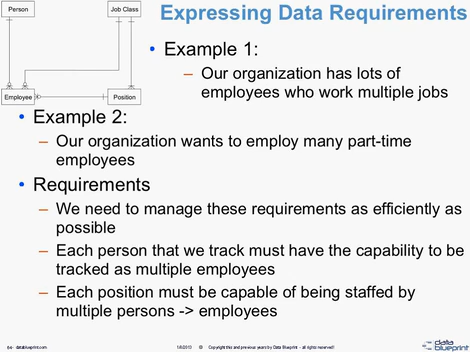 Expressing Data Requirements
Person
Job Class
Employee
Position
• Example 1:
– Our organization has lots of
employees who work multiple jobs
• Example 2:
– Our organization wants to employ many part-time
employees
• Requirements
– We need to manage these requirements as efficiently as
possible
– Each person that we track must have the capability to be
tracked as multiple employees
– Each position must be capable of being staffed by
multiple persons -> employees
64 - datablueprint.com
1/6/2010 © Copyright this and previous years by Data Blueprint - all rights reserved!
data
blueprint